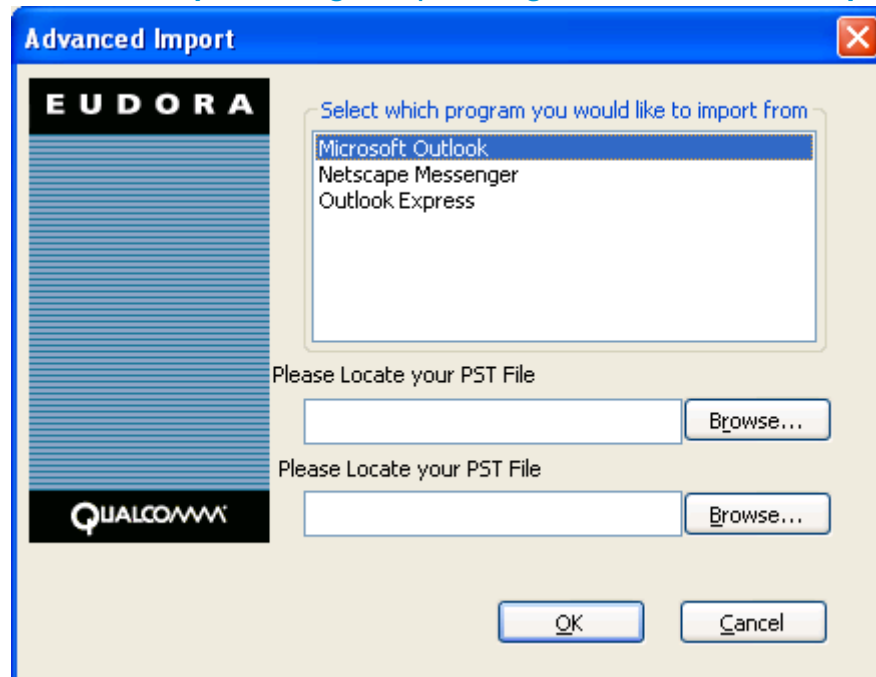 Advanced Import
EUDORA
Select which program you would like to import from
Microsoft Outlook
Netscape Messenger
Outlook Express
Please Locate your PST File
Browse...
Please Locate your PST File
Browse...
QUALCOMM
OK
Cancel